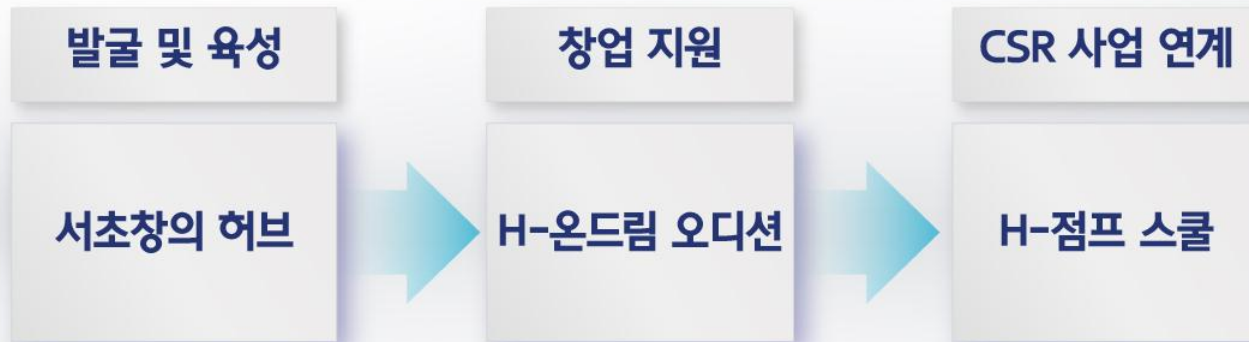 발굴 및 육성
창업 지원
CSR 사업 연계
서초창의 허브
H-온드림 오디션
H-점프 스쿨